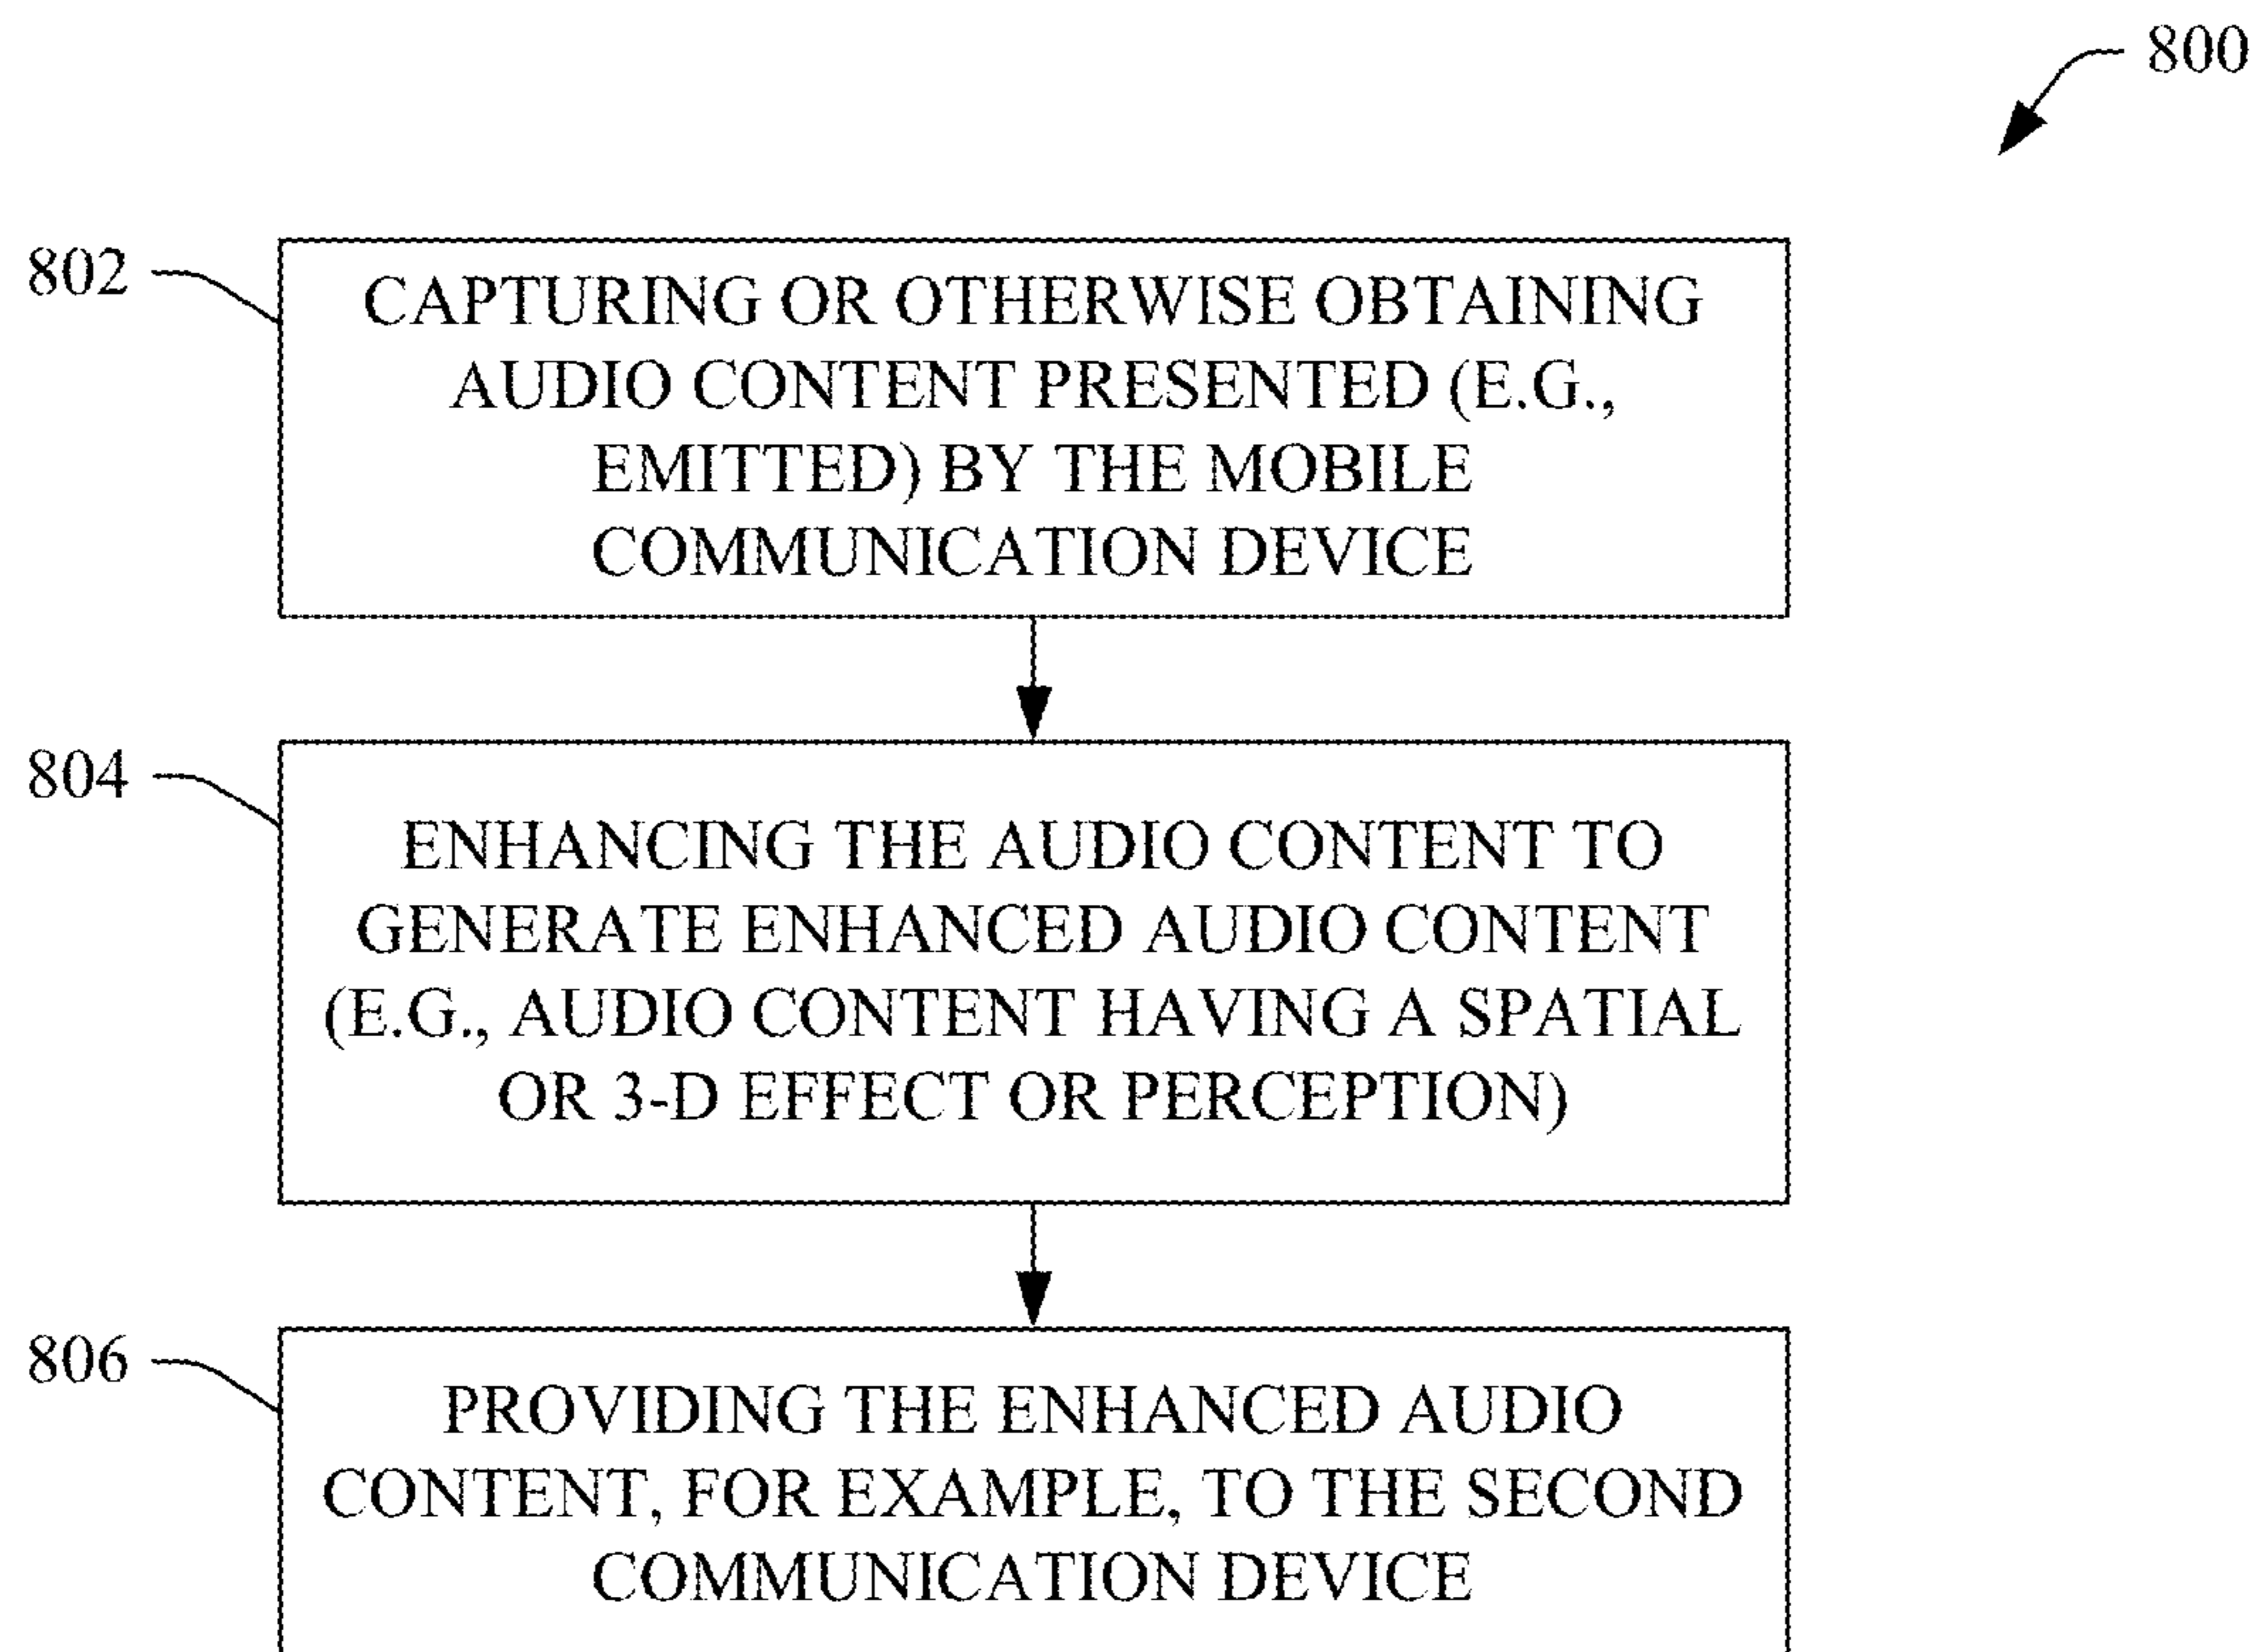 800
802
CAPTURING OR OTHERWISE OBTAINING
AUDIO CONTENT PRESENTED (E.G.,
EMITTED) BY THE MOBILE
COMMUNICATION DEVICE
804
ENHANCING THE AUDIO CONTENT TO
GENERATE ENHANCED AUDIO CONTENT
(E.G., AUDIO CONTENT HAVING A SPATIAL
OR 3-D EFFECT OR PERCEPTION)
806
PROVIDING THE ENHANCED AUDIO
CONTENT, FOR EXAMPLE, TO THE SECOND
COMMUNICATION DEVICE